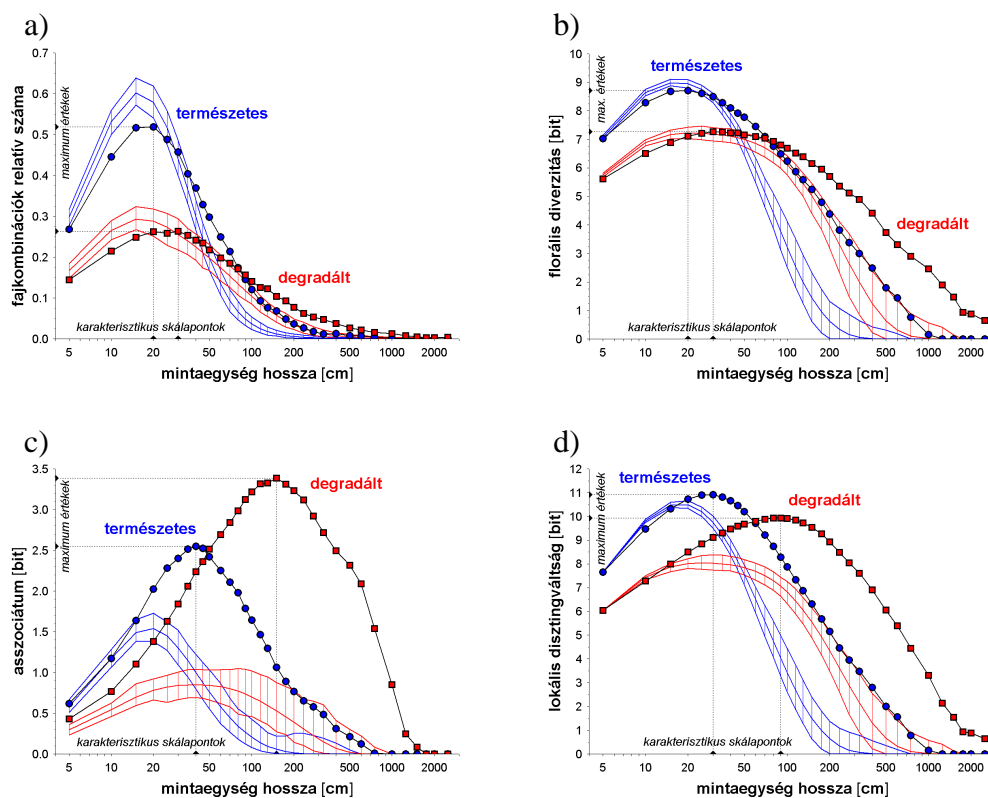 a)
0.7
0.6
0.5
0.4
0.3
0.2
0.1
0.0
fajkombinációk relatív száma
maximum értékek
természetes
degradált
karakterisztikus skálapontok
5 10 20 50 100 200 500 1000 2000
mintaegység hossza [cm]
b)
10
9
8
7
6
5
4
3
2
1
0
florális diverzitás [bit]
max. értékek
természetes
degradált
karakterisztikus skálapontok
5 10 20 50 100 200 500 1000 2000
mintaegység hossza [cm]
c)
3.5
3.0
2.5
2.0
1.5
1.0
0.5
0.0
asszociátum [bit]
maximum értékek
természetes
degradált
karakterisztikus skálapontok
5 10 20 50 100 200 500 1000 2000
mintaegység hossza [cm]
d)
12
11
10
9
8
7
6
5
4
3
2
1
0
lokális disztingváltság [bit]
maximum értékek
természetes
degradált
karakterisztikus skálapontok
5 10 20 50 100 200 500 1000 2000
mintaegység hossza [cm]